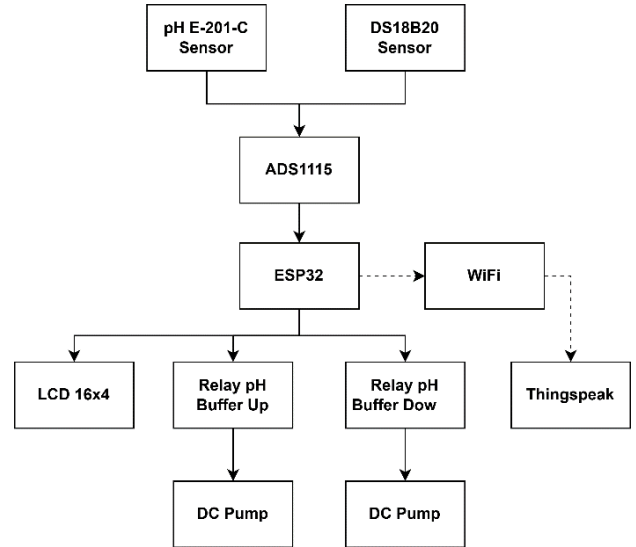 pH E-201-C
Sensor
DS18B20
Sensor
ADS1115
ESP32
WiFi
LCD 16x4
Relay pH
Buffer Up
Relay pH
Buffer Dow
Thingspeak
DC Pump
DC Pump